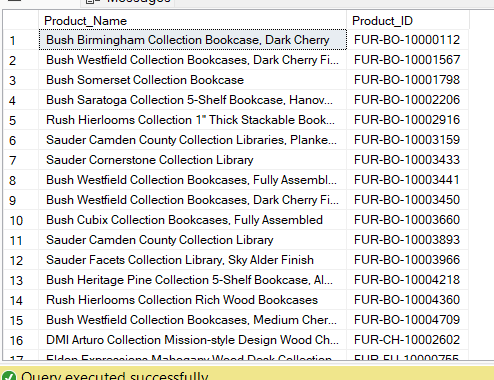 Messages
Product_Name Product_ID
1 Bush Birmingham Collection Bookcase, Dark Cherry FUR-BO-10000112
2 Bush Westfield Collection Bookcases, Dark Cherry Fi... FUR-BO-10001567
3 Bush Somerset Collection Bookcase FUR-BO-10001798
4 Bush Saratoga Collection 5-Shelf Bookcase, Hanov... FUR-BO-10002206
5 Rush Hierlooms Collection 1" Thick Stackable Book... FUR-BO-10002916
6 Sauder Camden County Collection Libraries, Planke... FUR-BO-10003159
7 Sauder Cornerstone Collection Library FUR-BO-10003433
8 Bush Westfield Collection Bookcases, Fully Assembl... FUR-BO-10003441
9 Bush Westfield Collection Bookcases, Dark Cherry Fi... FUR-BO-10003450
10 Bush Cubix Collection Bookcases, Fully Assembled FUR-BO-10003660
11 Sauder Camden County Collection Library FUR-BO-10003893
12 Sauder Facets Collection Library, Sky Alder Finish FUR-BO-10003966
13 Bush Heritage Pine Collection 5-Shelf Bookcase, Al... FUR-BO-10004218
14 Rush Hierlooms Collection Rich Wood Bookcases FUR-BO-10004360
15 Bush Westfield Collection Bookcases, Medium Cher... FUR-BO-10004709
16 DMI Arturo Collection Mission-style Design Wood Ch... FUR-CH-10002602
17 Eldon Expressions Mahogany Wood Desk Collection FUR-FU-10000755
Query executed successfully